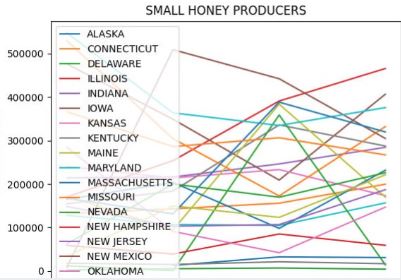 SMALL HONEY PRODUCERS
500000
400000
300000
200000
100000
0
ALASKA
CONNECTICUT
DELAWARE
ILLINOIS
INDIANA
IOWA
KANSAS
KENTUCKY
MAINE
MARYLAND
MASSACHUSETTS
MISSOURI
NEVADA
NEW HAMPSHIRE
NEW JERSEY
NEW MEXICO
OKLAHOMA